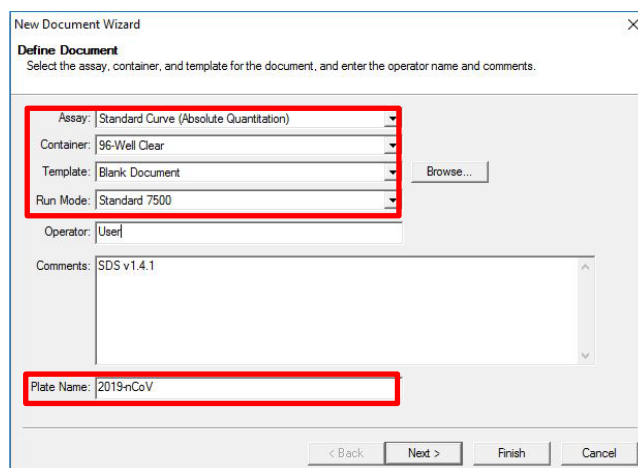 New Document Wizard
Define Document
Select the assay, container, and template for the document, and enter the operator name and comments.
Assay: Standard Curve (Absolute Quantitation)
Container: 96-Well Clear
Template: Blank Document Browse...
Run Mode: Standard 7500
Operator: User
Comments: SDS v1.4.1
Plate Name: 2019-nCoV
< Back Next > Finish Cancel